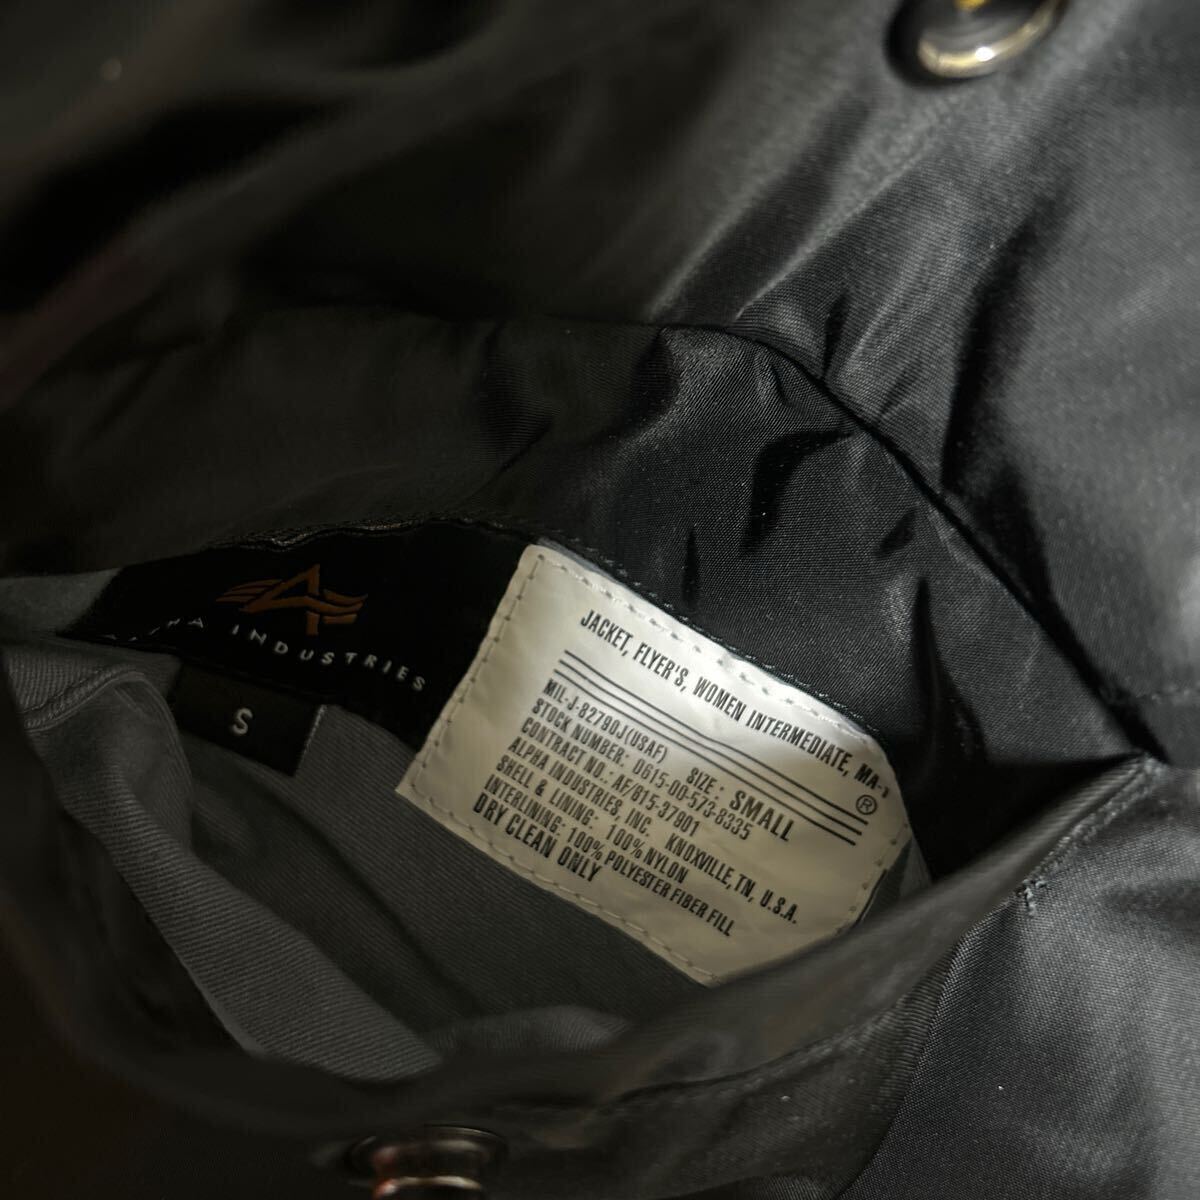 ALPHA INDUSTRIES
S
JACKET, FLYER'S, WOMEN INTERMEDIATE, MA-1
®
MIL-J-82790J(USAF) SIZE: SMALL
STOCK NUMBER: 0615-00-573-8335
CONTRACT NO.: AF/815-37901
ALPHA INDUSTRIES, INC. KNOXVILLE, TN, U.S.A.
SHELL & LINING: 100% NYLON
INTERLINING: 100% POLYESTER FIBER FILL
DRY CLEAN ONLY